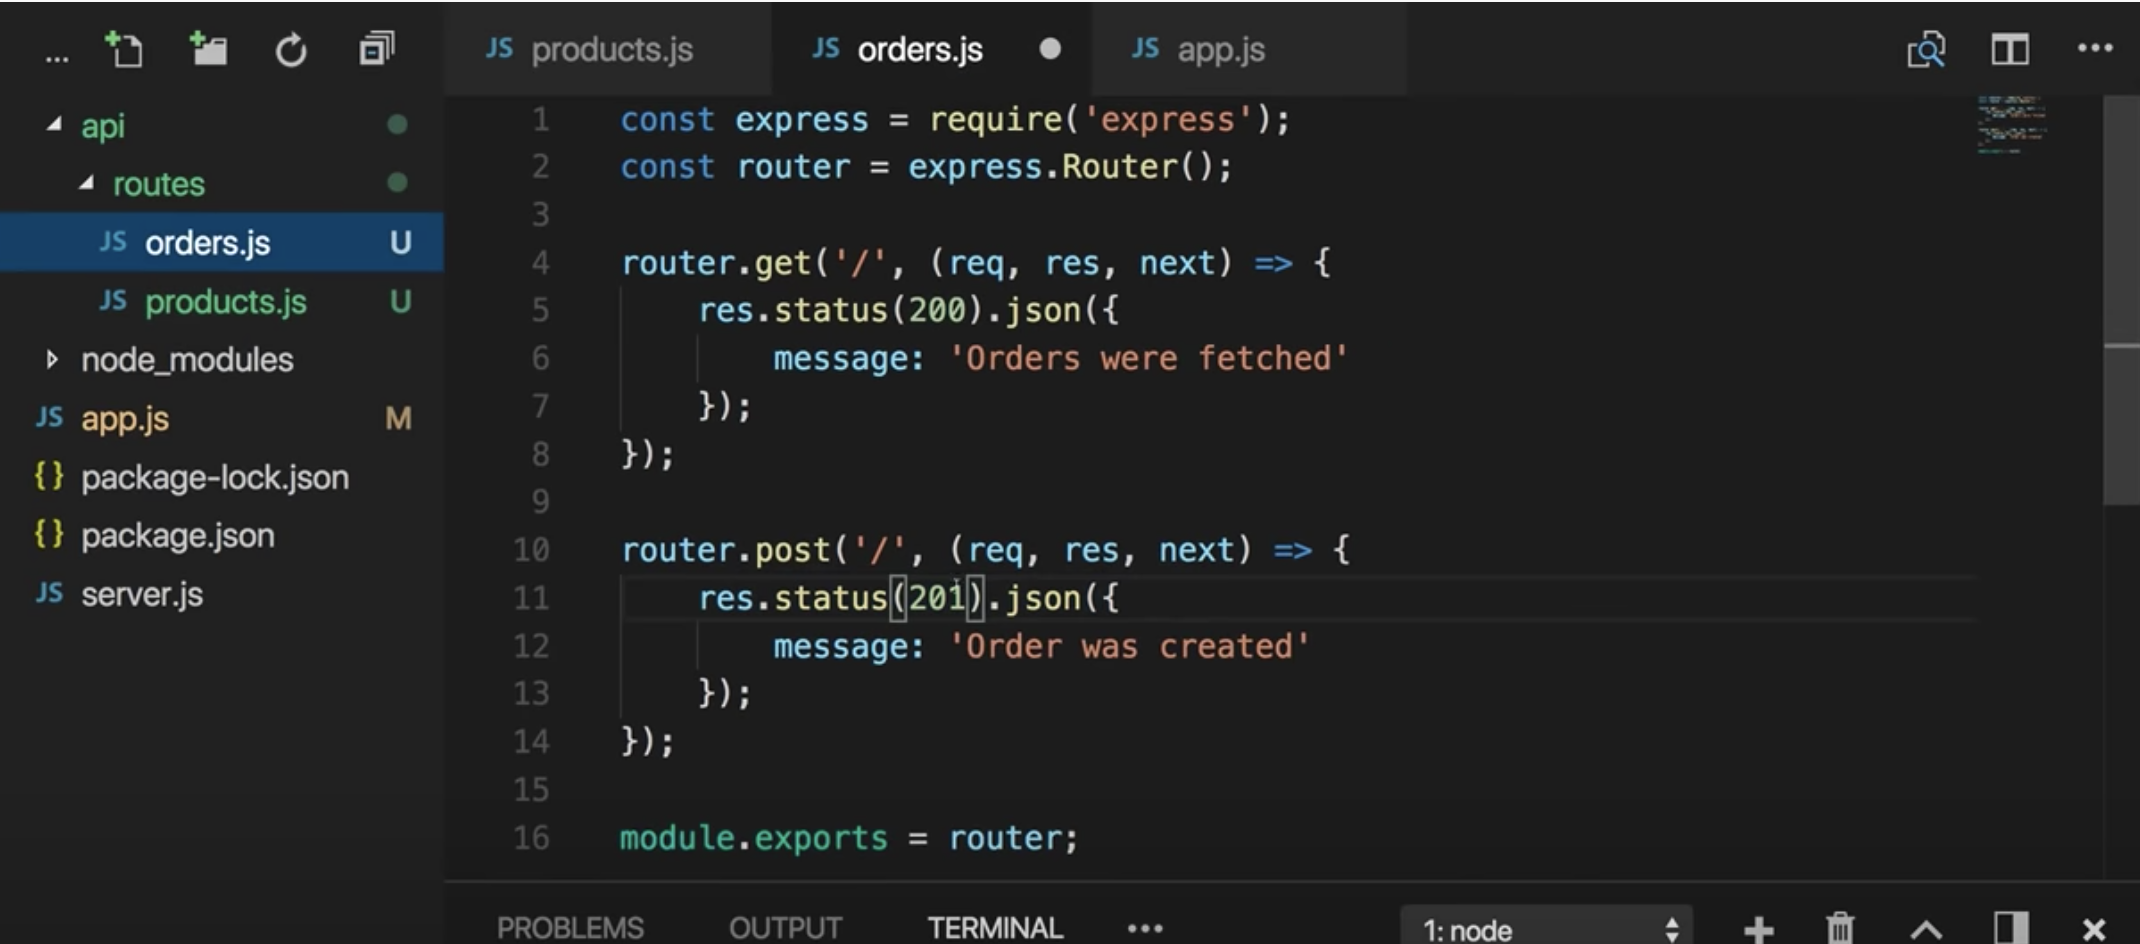 ...
JS products.js
JS orders.js
JS app.js
api
routes
JS orders.js U
JS products.js U
node_modules
JS app.js M
{} package-lock.json
{} package.json
JS server.js
1 const express = require('express');
2 const router = express.Router();
3
4 router.get('/', (req, res, next) => {
5 res.status(200).json({
6 message: 'Orders were fetched'
7 });
8 });
9
10 router.post('/', (req, res, next) => {
11 res.status(201).json({
12 message: 'Order was created'
13 });
14 });
15
16 module.exports = router;
PROBLEMS OUTPUT TERMINAL ... 1: node